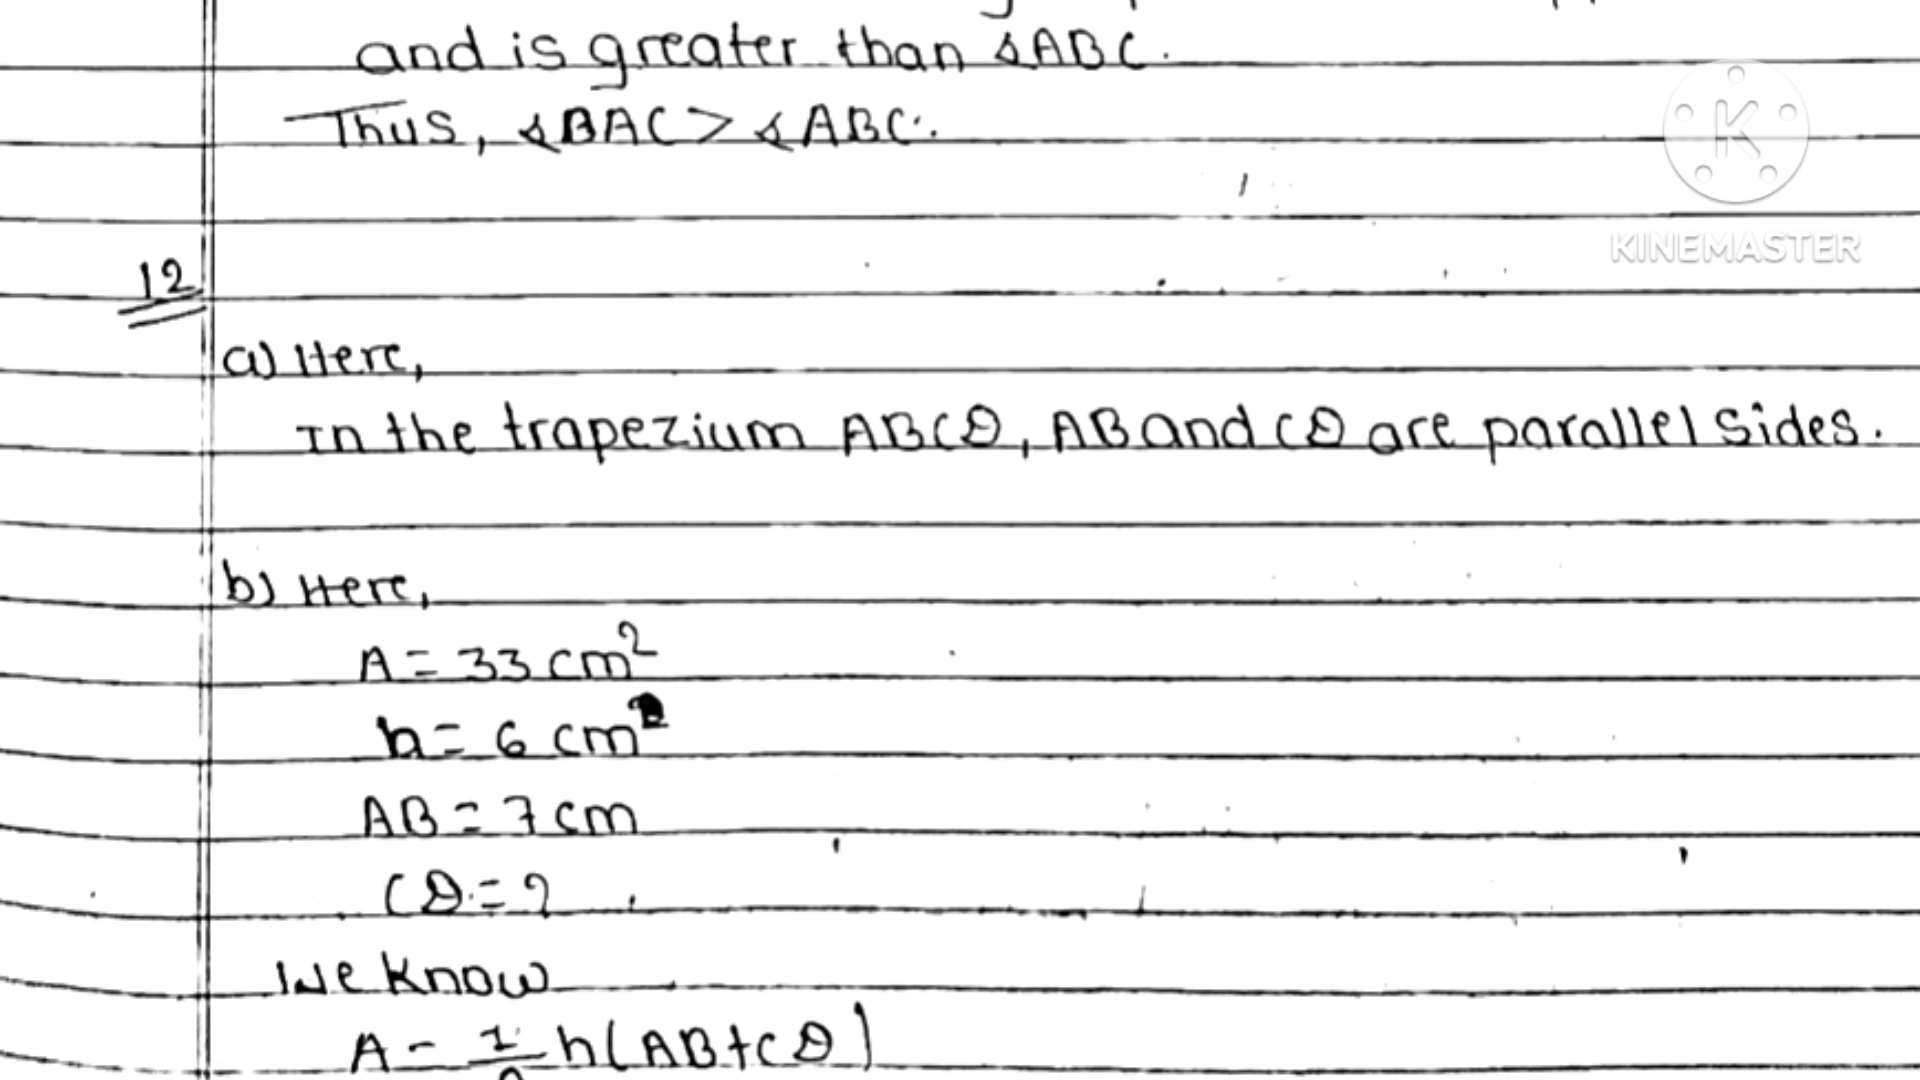 and is greater than ∡ABC.
Thus, ∡BAC > ∡ABC.
KINEMASTER
12
a) Here,
In the trapezium ABCD, AB and CD are parallel sides.
b) Here,
A = 33 cm²
h = 6 cm
AB = 7 cm
CD = ?
We know
A = 1/2 h(AB+CD)